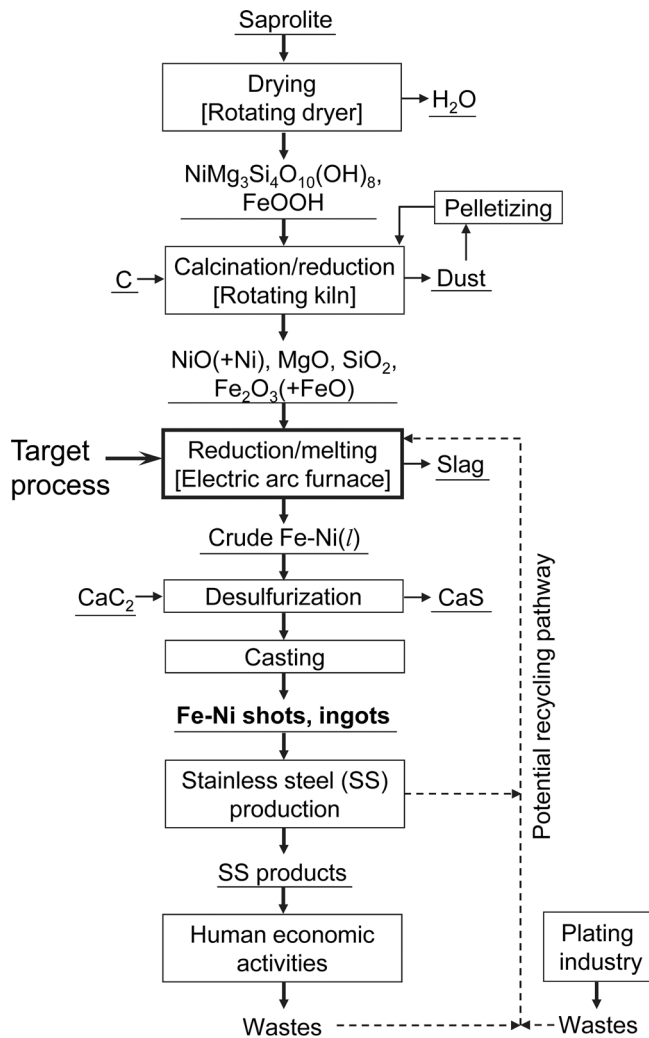 Saprolite
Drying
[Rotating dryer]
H₂O
NiMg₃Si₄O₁₀(OH)₈,
FeOOH
Pelletizing
C
Calcination/reduction
[Rotating kiln]
Dust
NiO(+Ni), MgO, SiO₂,
Fe₂O₃(+FeO)
Target
process
Reduction/melting
[Electric arc furnace]
Slag
Crude Fe-Ni(l)
CaC₂
Desulfurization
CaS
Casting
Fe-Ni shots, ingots
Stainless steel (SS)
production
Potential recycling pathway
SS products
Human economic
activities
Plating
industry
Wastes
Wastes